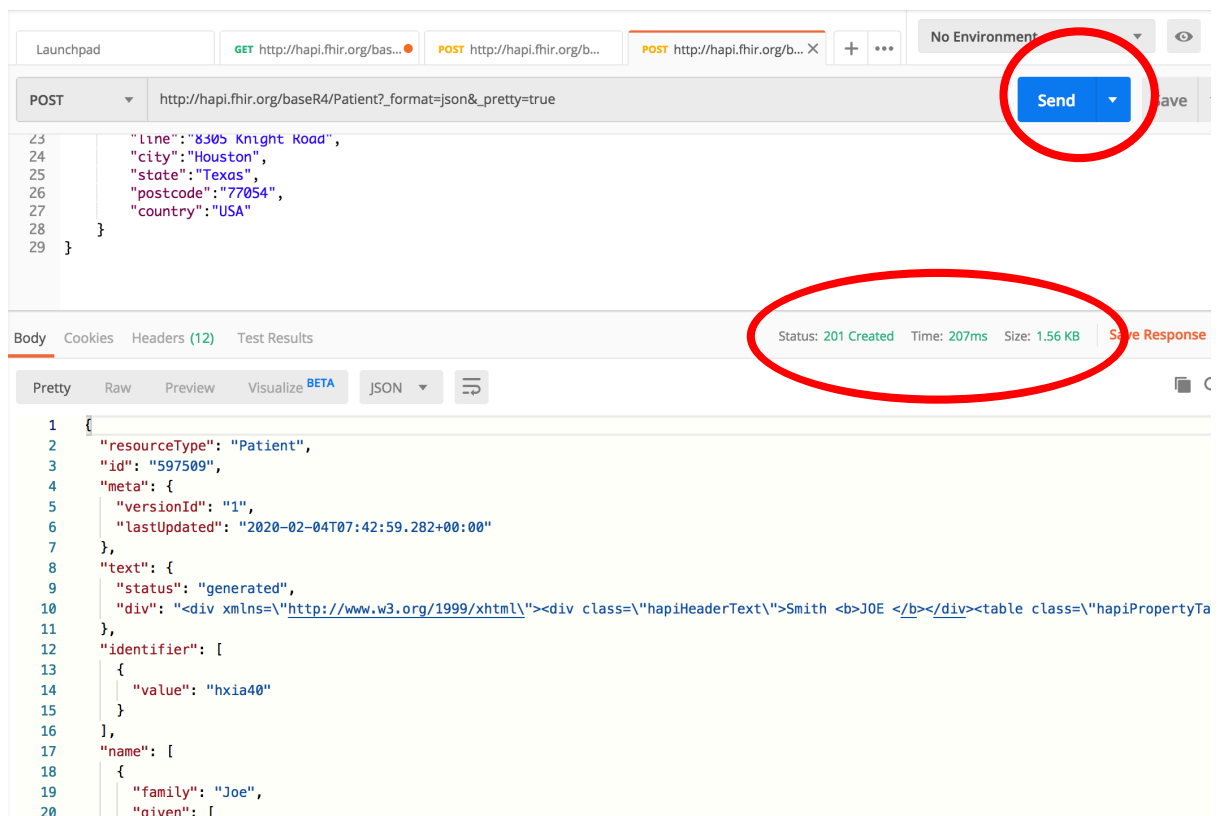 Launchpad GET http://hapi.fhir.org/bas... POST http://hapi.fhir.org/b... POST http://hapi.fhir.org/b... No Environment
POST http://hapi.fhir.org/baseR4/Patient?_format=json&_pretty=true Send ave
23 "line":"8305 Knight Road",
24 "city":"Houston",
25 "state":"Texas",
26 "postcode":"77054",
27 "country":"USA"
28 }
29 }
Body Cookies Headers (12) Test Results Status: 201 Created Time: 207ms Size: 1.56 KB Save Response
Pretty Raw Preview Visualize BETA JSON
1 {
2 "resourceType": "Patient",
3 "id": "597509",
4 "meta": {
5 "versionId": "1",
6 "lastUpdated": "2020-02-04T07:42:59.282+00:00"
7 },
8 "text": {
9 "status": "generated",
10 "div": "<div xmlns=\"http://www.w3.org/1999/xhtml\"><div class=\"hapiHeaderText\">Smith <b>JOE </b></div><table class=\"hapiPropertyTa
11 },
12 "identifier": [
13 {
14 "value": "hxia40"
15 }
16 ],
17 "name": [
18 {
19 "family": "Joe",
20 "given": [